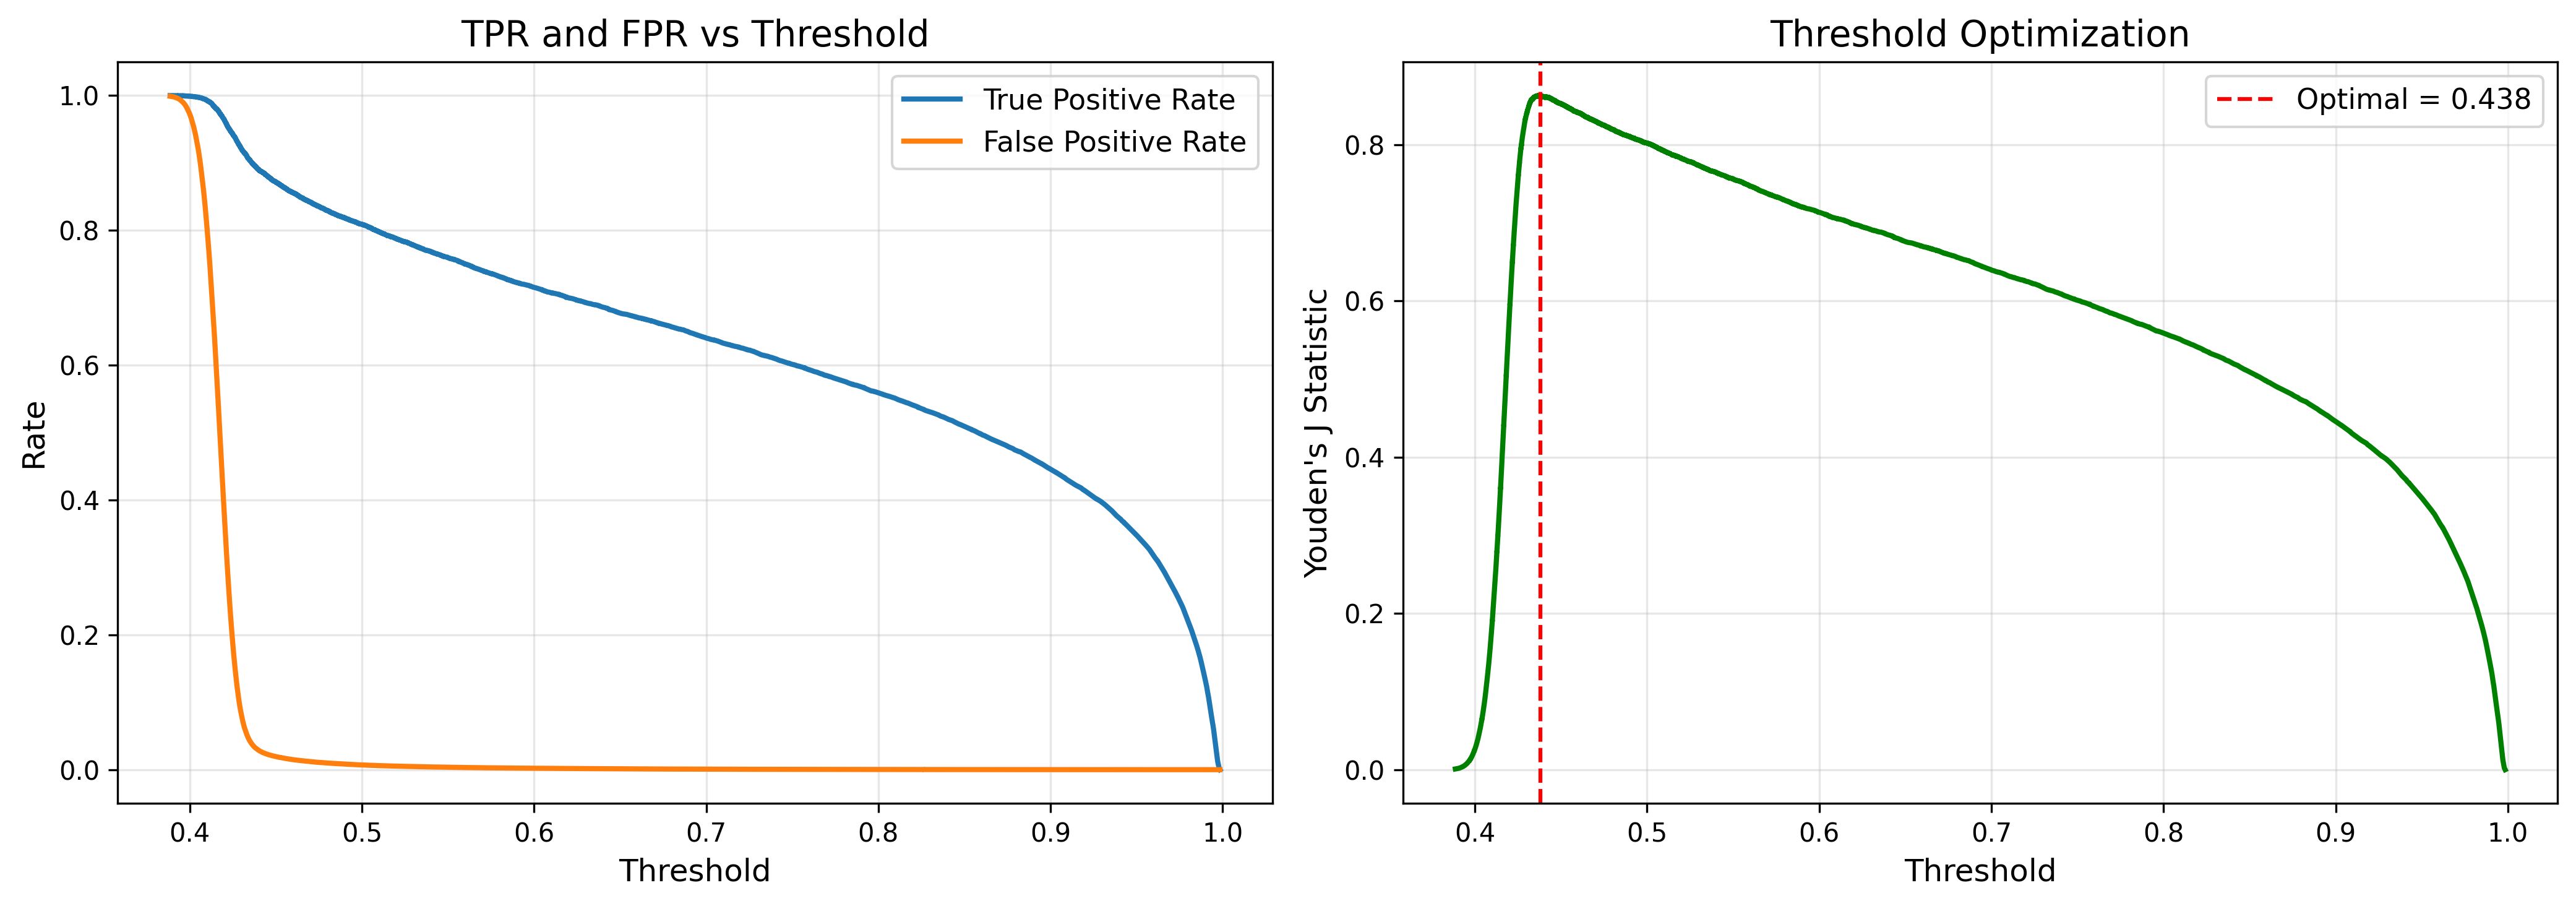 TPR and FPR vs Threshold
True Positive Rate
False Positive Rate
Rate
1.0
0.8
0.6
0.4
0.2
0.0
0.4 0.5 0.6 0.7 0.8 0.9 1.0
Threshold
Threshold Optimization
Optimal = 0.438
Youden's J Statistic
0.8
0.6
0.4
0.2
0.0
0.4 0.5 0.6 0.7 0.8 0.9 1.0
Threshold